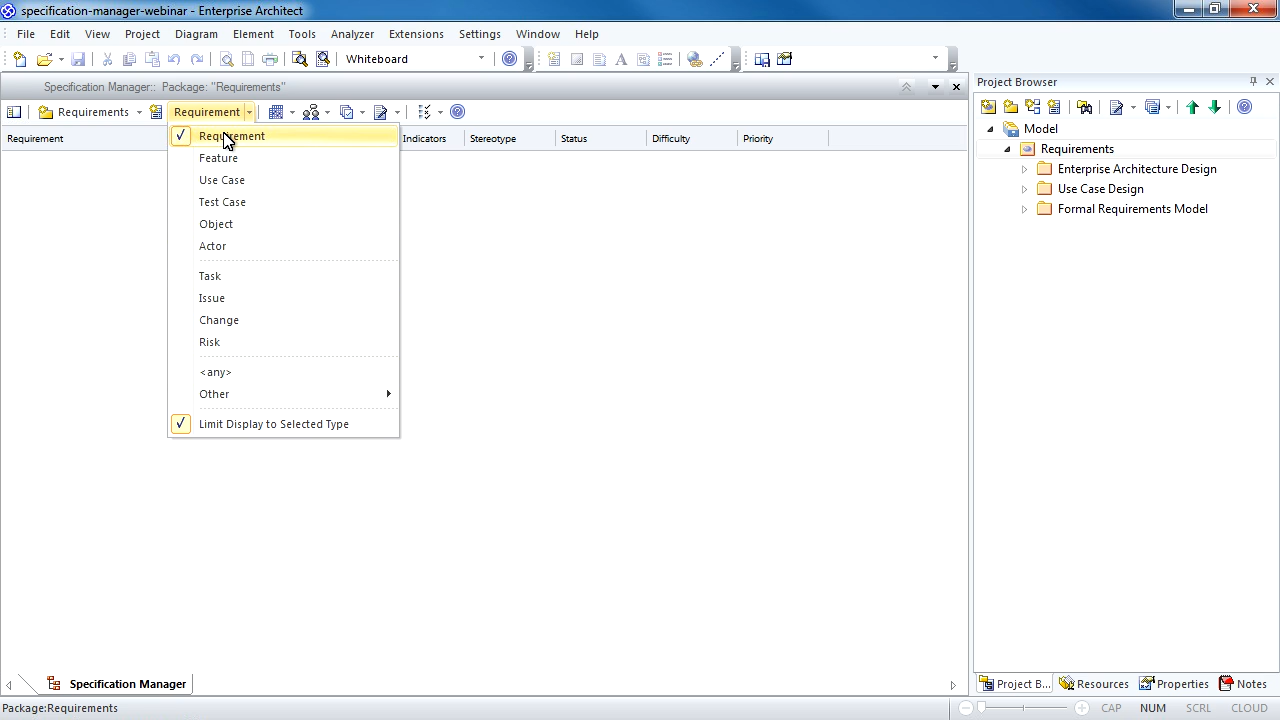 specification-manager-webinar - Enterprise Architect
File Edit View Project Diagram Element Tools Analyzer Extensions Settings Window Help
Whiteboard
Specification Manager:: Package: "Requirements"
Project Browser
Requirements Requirement
Requirement Indicators Stereotype Status Difficulty Priority
Requirement
Feature
Use Case
Test Case
Object
Actor
Task
Issue
Change
Risk
<any>
Other
Limit Display to Selected Type
Model
Requirements
Enterprise Architecture Design
Use Case Design
Formal Requirements Model
Specification Manager
Project B... Resources Properties Notes
Package:Requirements
CAP NUM SCRL CLOUD